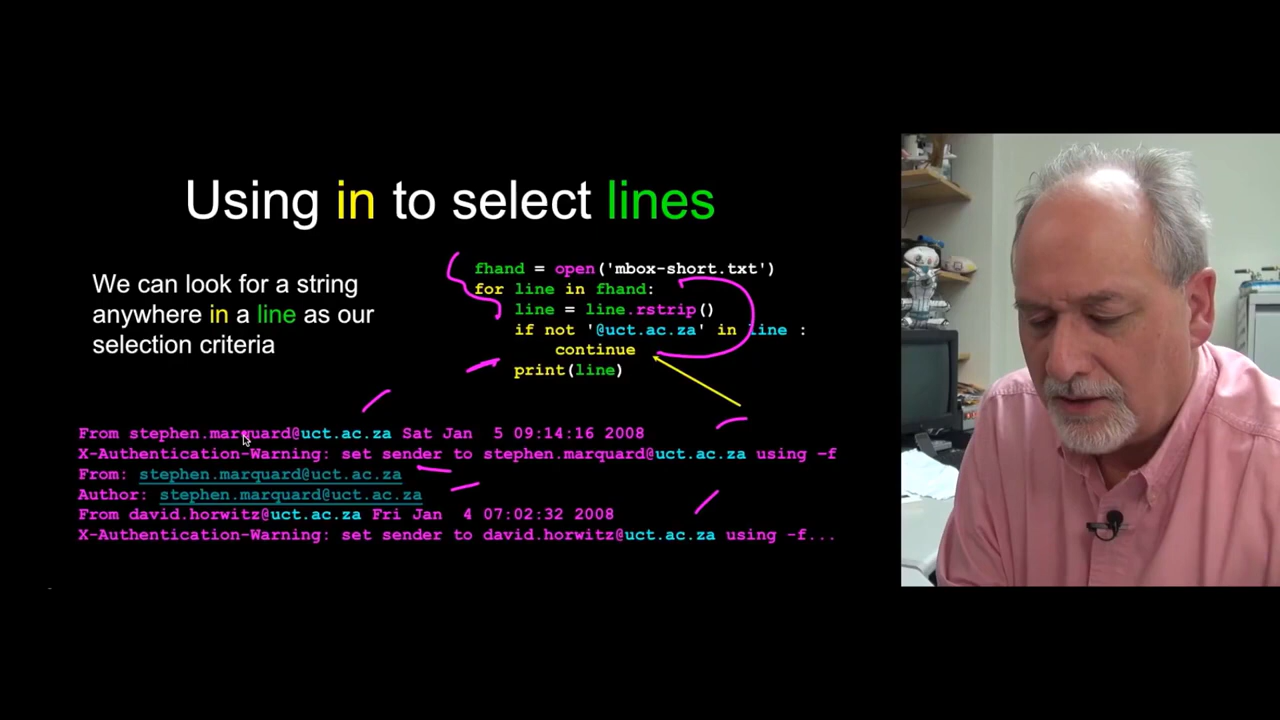 Using in to select lines
We can look for a string
anywhere in a line as our
selection criteria
fhand = open('mbox-short.txt')
for line in fhand:
    line = line.rstrip()
    if not '@uct.ac.za' in line :
        continue
    print(line)
From stephen.marquard@uct.ac.za Sat Jan  5 09:14:16 2008
X-Authentication-Warning: set sender to stephen.marquard@uct.ac.za using -f
From: stephen.marquard@uct.ac.za
Author: stephen.marquard@uct.ac.za
From david.horwitz@uct.ac.za Fri Jan  4 07:02:32 2008
X-Authentication-Warning: set sender to david.horwitz@uct.ac.za using -f...